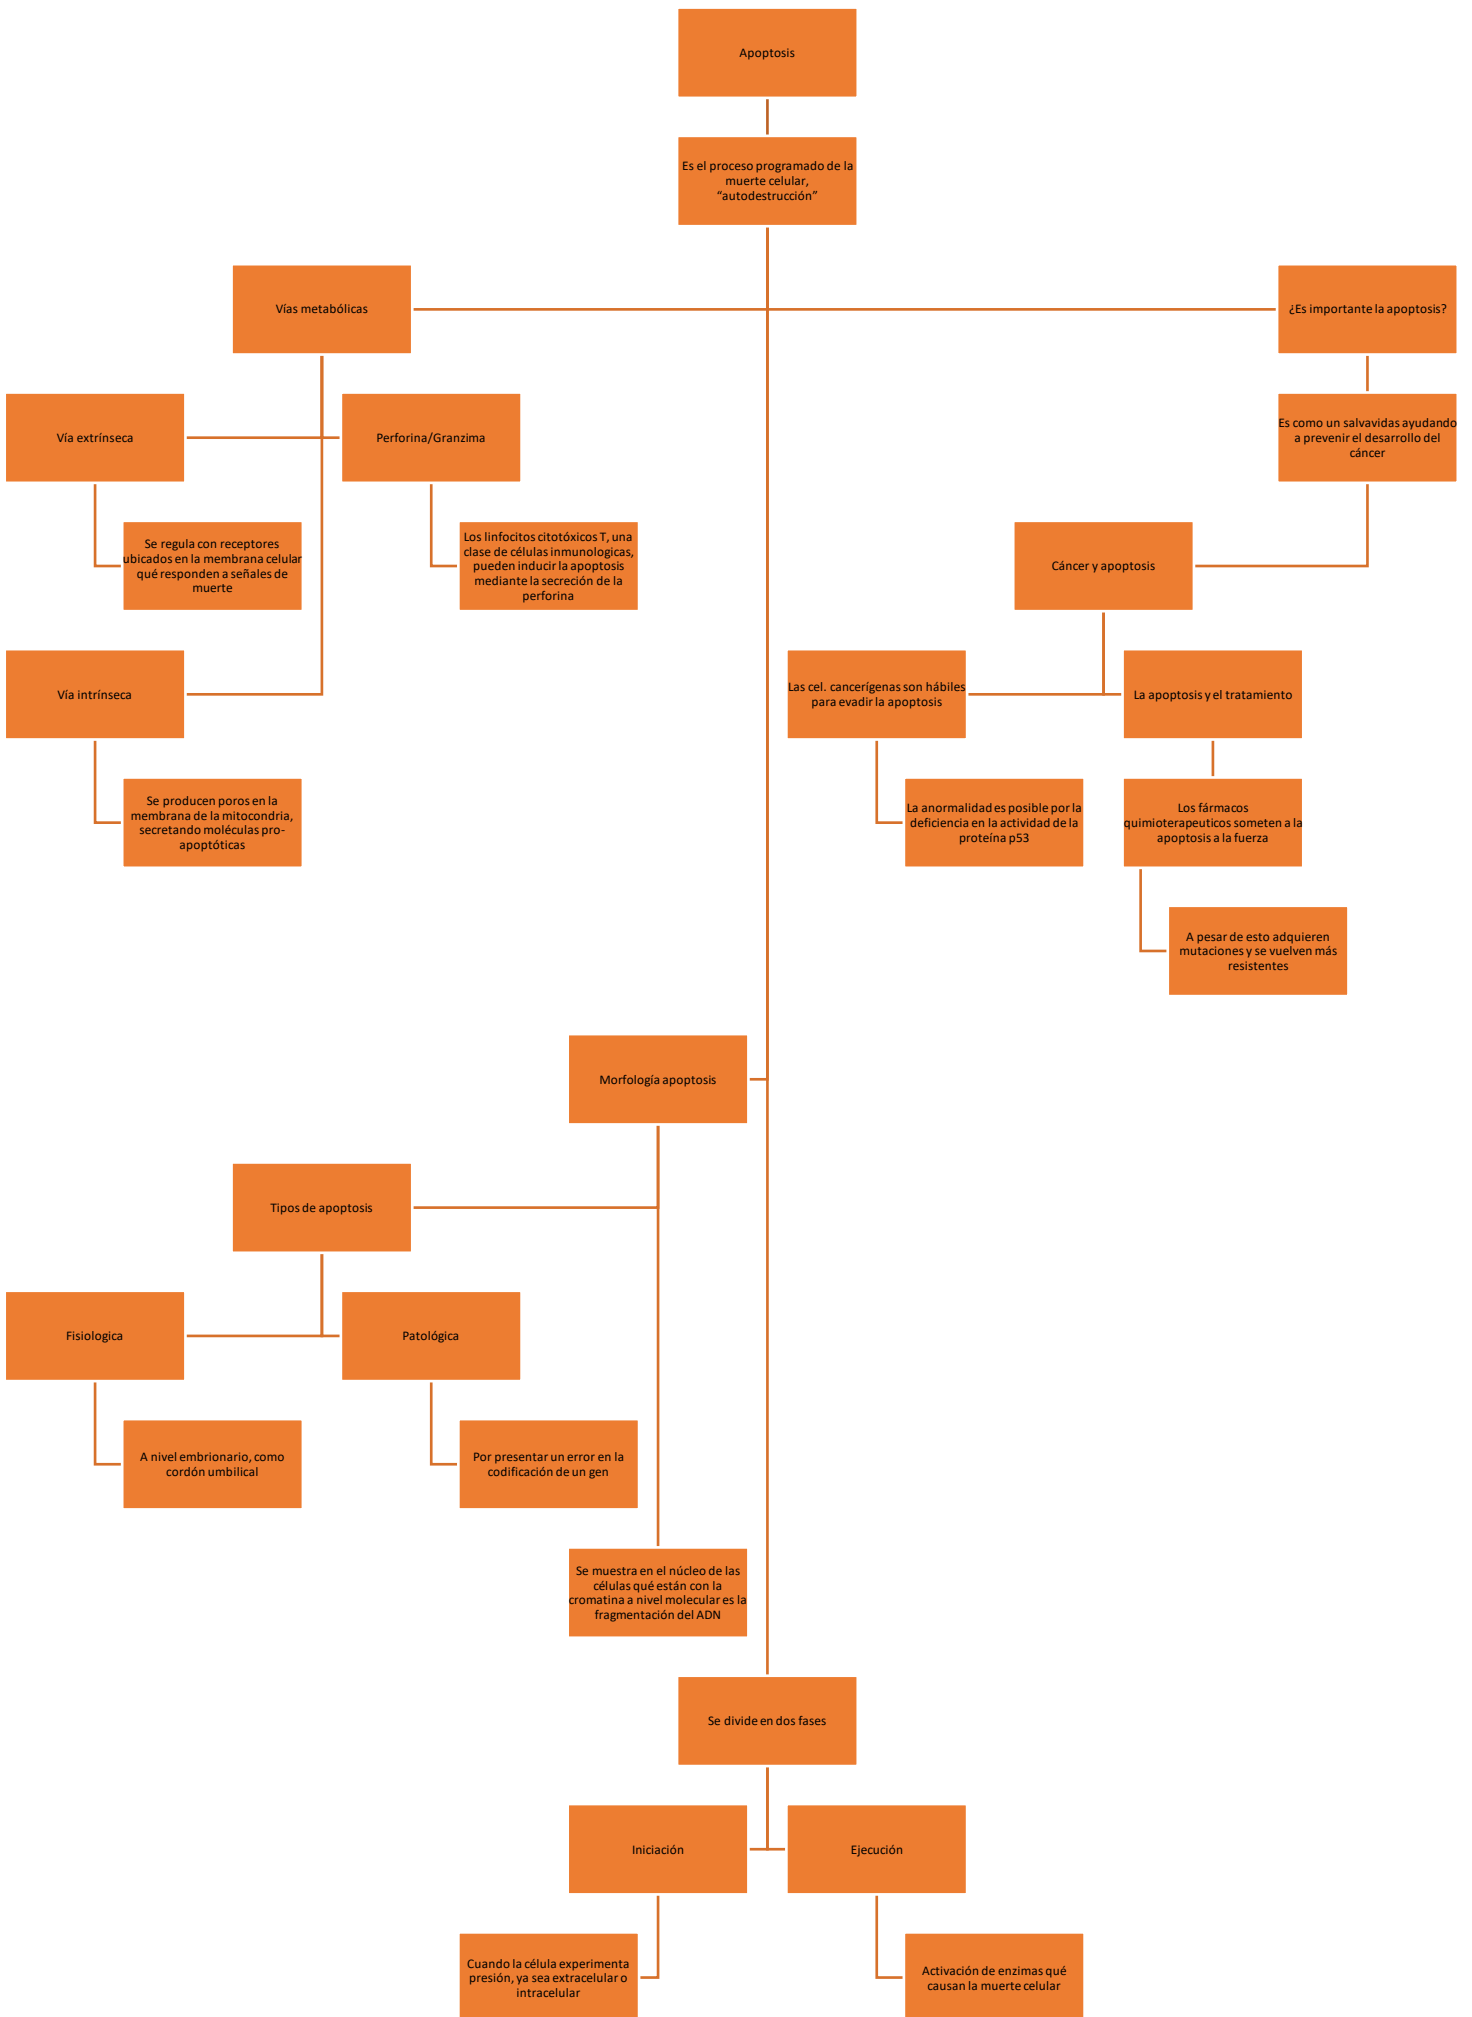 Apoptosis
Es el proceso programado de la
muerte celular,
“autodestrucción”
Vías metabólicas
¿Es importante la apoptosis?
Vía extrínseca
Perforina/Granzima
Es como un salvavidas ayudando
a prevenir el desarrollo del
cáncer
Se regula con receptores
ubicados en la membrana celular
qué responden a señales de
muerte
Los linfocitos citotóxicos T, una
clase de células inmunologicas,
pueden inducir la apoptosis
mediante la secreción de la
perforina
Cáncer y apoptosis
Vía intrínseca
Las cel. cancerígenas son hábiles
para evadir la apoptosis
La apoptosis y el tratamiento
Se producen poros en la
membrana de la mitocondria,
secretando moléculas pro-
apoptóticas
La anormalidad es posible por la
deficiencia en la actividad de la
proteína p53
Los fármacos
quimioterapeuticos someten a la
apoptosis a la fuerza
A pesar de esto adquieren
mutaciones y se vuelven más
resistentes
Morfología apoptosis
Tipos de apoptosis
Fisiologica
Patológica
A nivel embrionario, como
cordón umbilical
Por presentar un error en la
codificación de un gen
Se muestra en el núcleo de las
células qué están con la
cromatina a nivel molecular es la
fragmentación del ADN
Se divide en dos fases
Iniciación
Ejecución
Cuando la célula experimenta
presión, ya sea extracelular o
intracelular
Activación de enzimas qué
causan la muerte celular